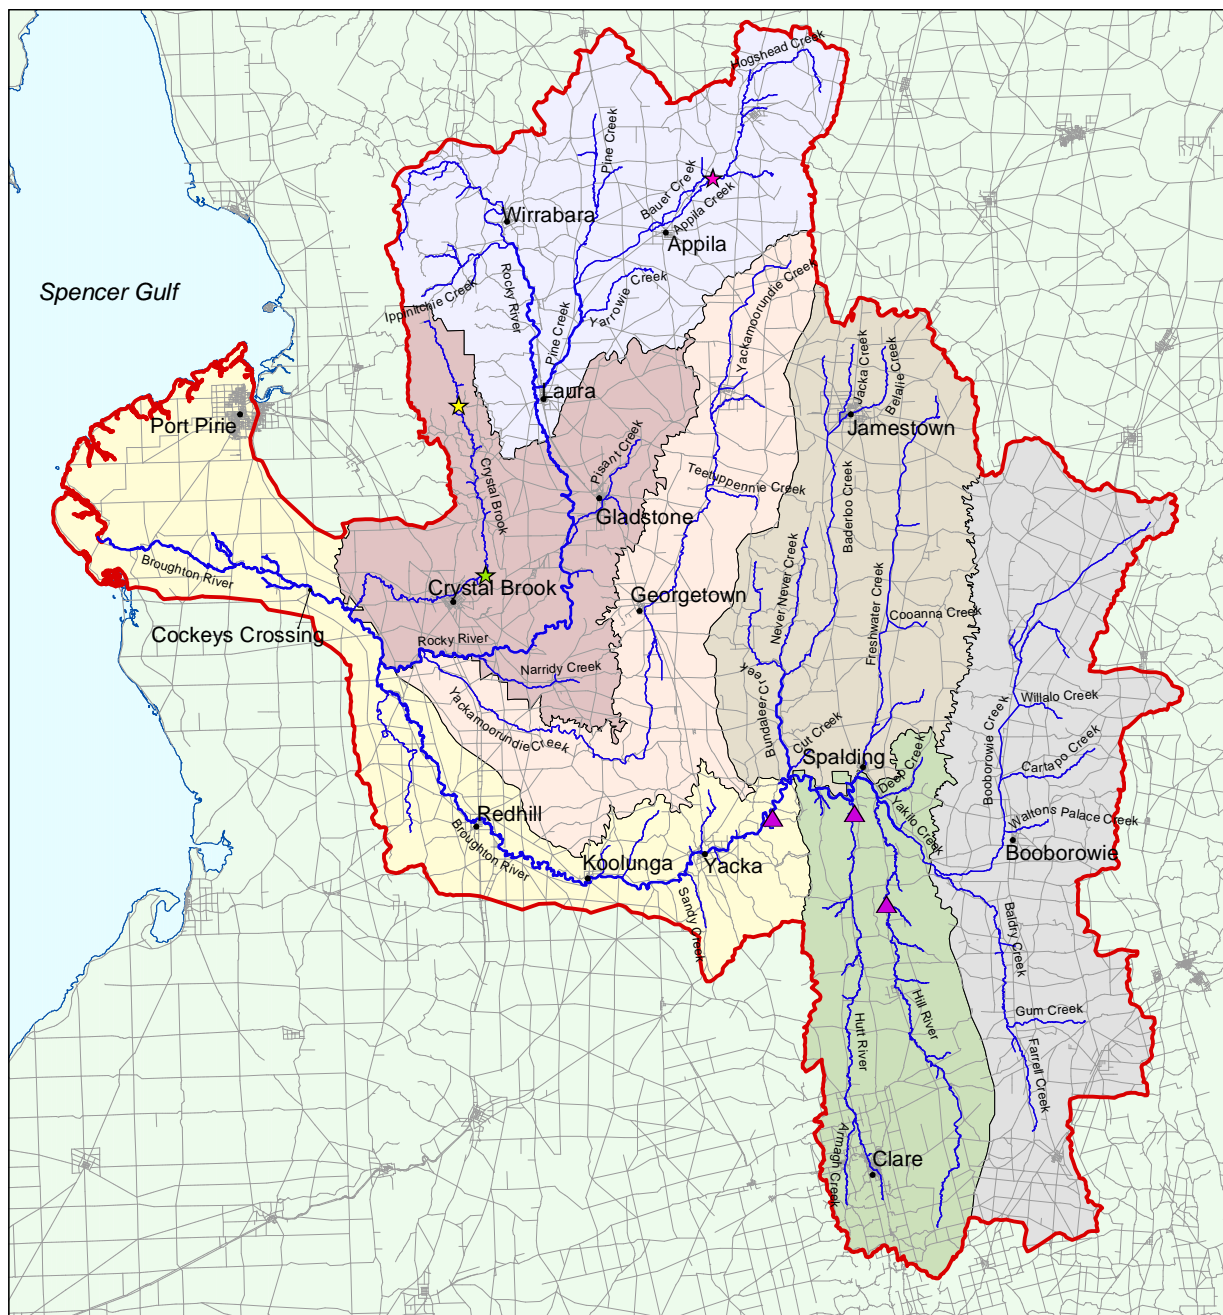 Hogshead Creek
Pine Creek
Bauer Creek
Appila Creek
Wirrabara
Appila
Spencer Gulf
Ippinitchie Creek
Rocky River
Pine Creek
Yarrowie Creek
Yackamoorundie Creek
Laura
Jacka Creek
Belalie Creek
Port Pirie
Jamestown
Crystal Brook
Pisant Creek
Teetuppennie Creek
Gladstone
Baderloo Creek
Never Never Creek
Broughton River
Crystal Brook
Georgetown
Freshwater Creek
Cooanna Creek
Cockeys Crossing
Rocky River
Narridy Creek
Bundaleer Creek
Yackamoorundie Creek
Willalo Creek
Booborowie Creek
Cut Creek
Spalding
Deep Creek
Cartapo Creek
Redhill
Yakilo Creek
Waltons Palace Creek
Broughton River
Koolunga
Yacka
Booborowie
Sandy Creek
Baldry Creek
Hill River
Gum Creek
Hutt River
Farrell Creek
Armagh Creek
Clare